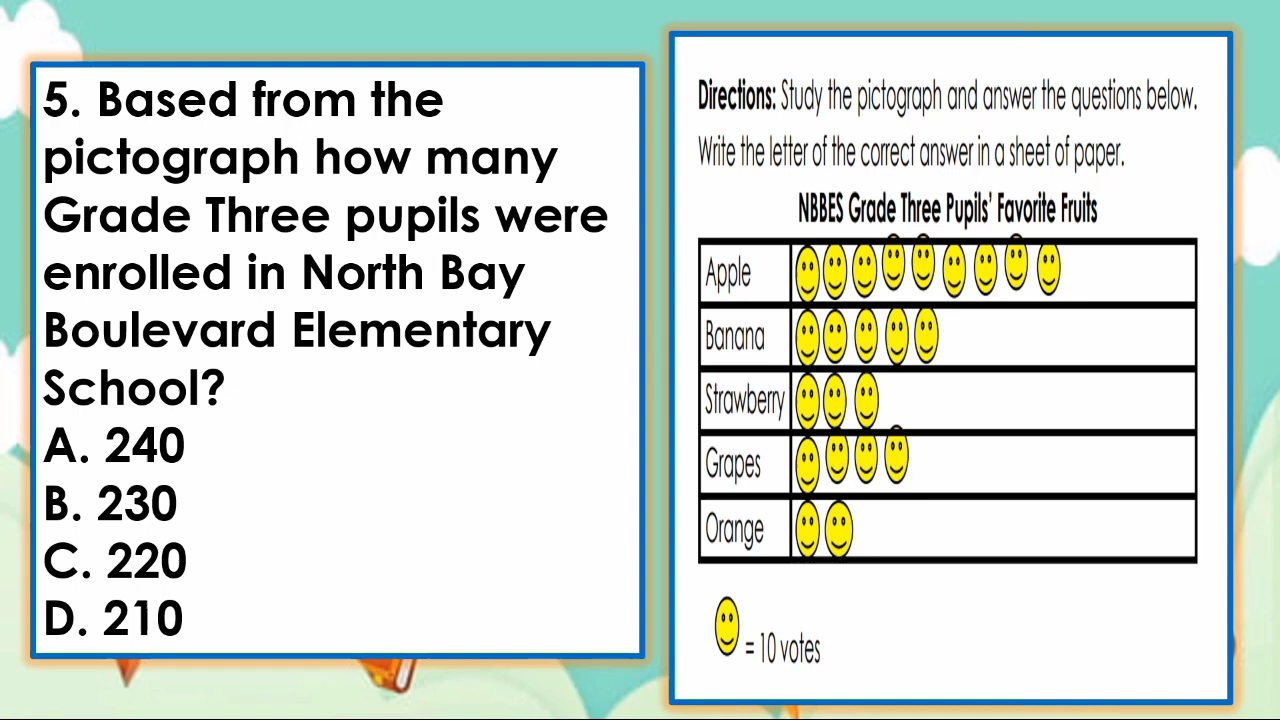 5. Based from the
pictograph how many
Grade Three pupils were
enrolled in North Bay
Boulevard Elementary
School?
A. 240
B. 230
C. 220
D. 210
Directions: Study the pictograph and answer the questions below.
Write the letter of the correct answer in a sheet of paper.
NBBES Grade Three Pupils' Favorite Fruits
Apple
Banana
Strawberry
Grapes
Orange
= 10 votes